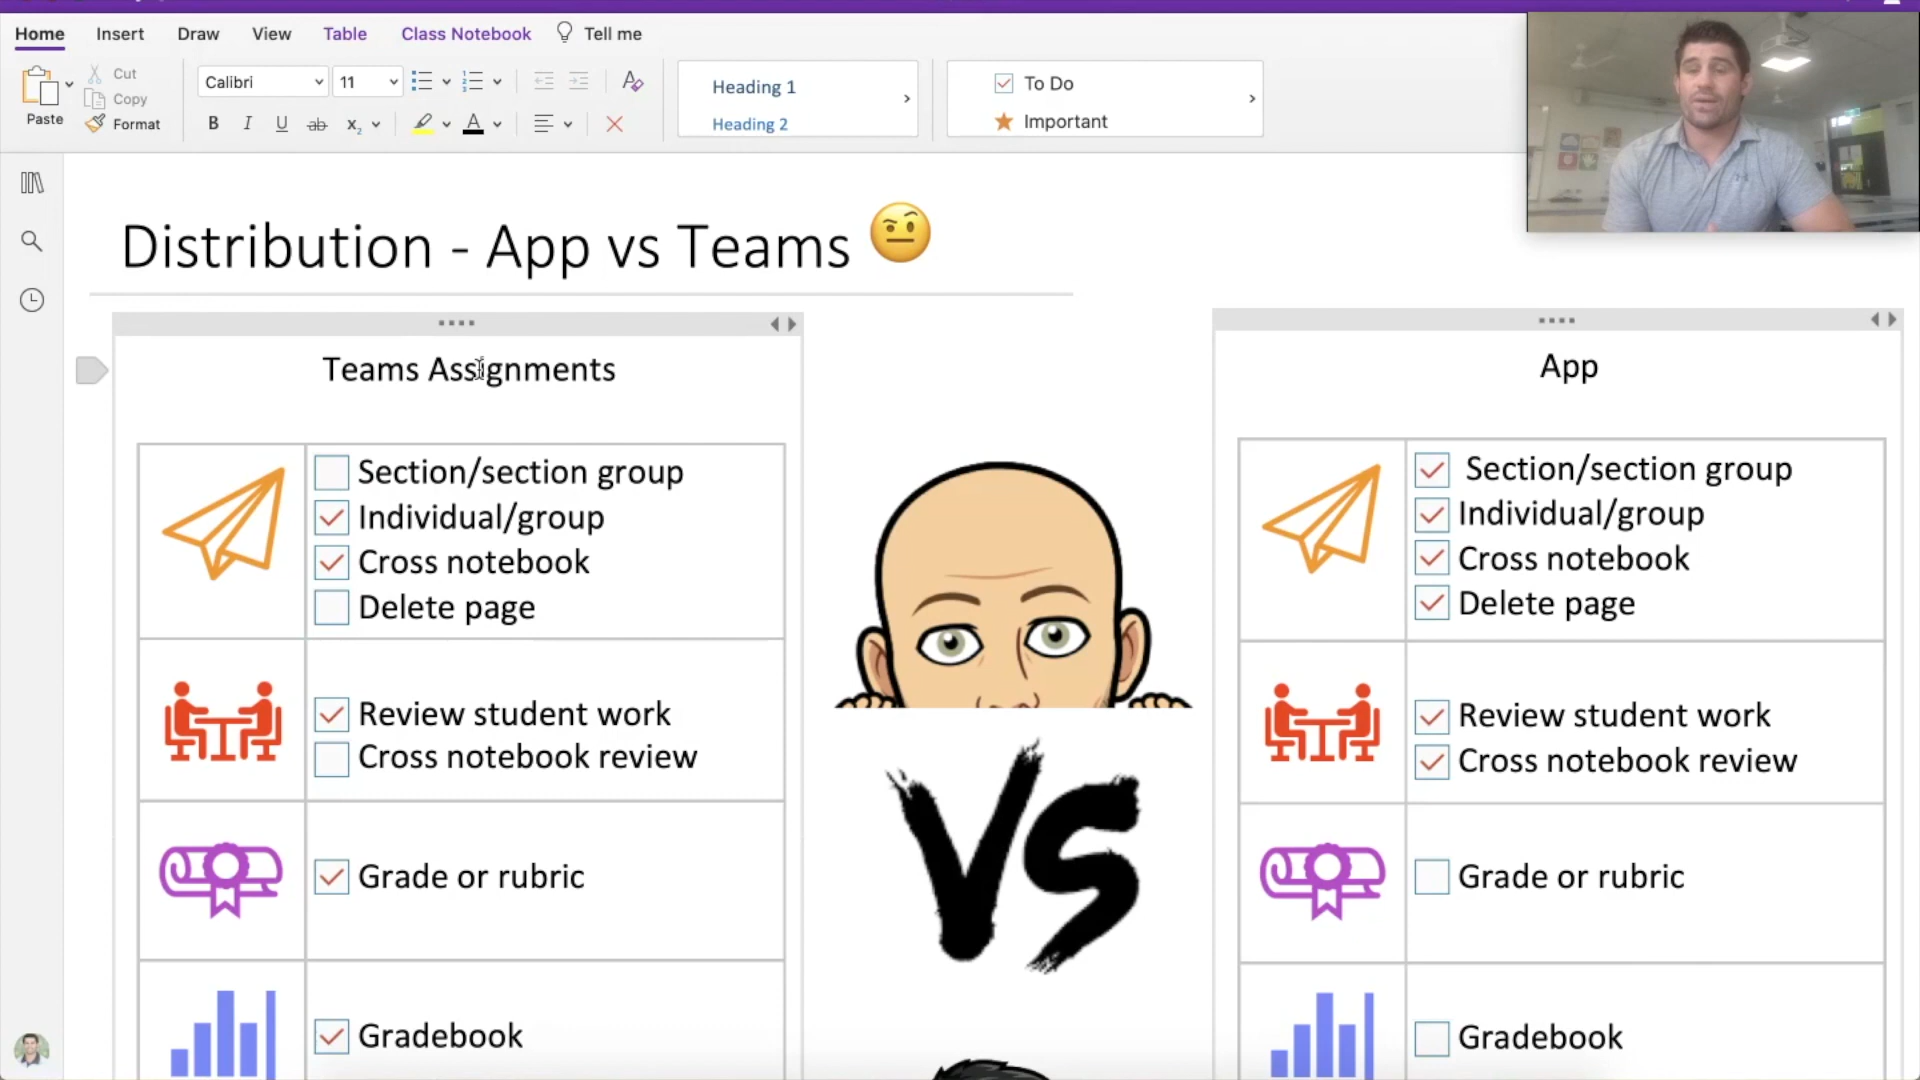 Home Insert Draw View Table Class Notebook Tell me
Paste
Cut
Copy
Format
Calibri 11
B I U ab x₂ A
Heading 1
Heading 2
To Do
Important
Distribution - App vs Teams
Teams Assignments
Section/section group
Individual/group
Cross notebook
Delete page
Review student work
Cross notebook review
Grade or rubric
Gradebook
VS
App
Section/section group
Individual/group
Cross notebook
Delete page
Review student work
Cross notebook review
Grade or rubric
Gradebook